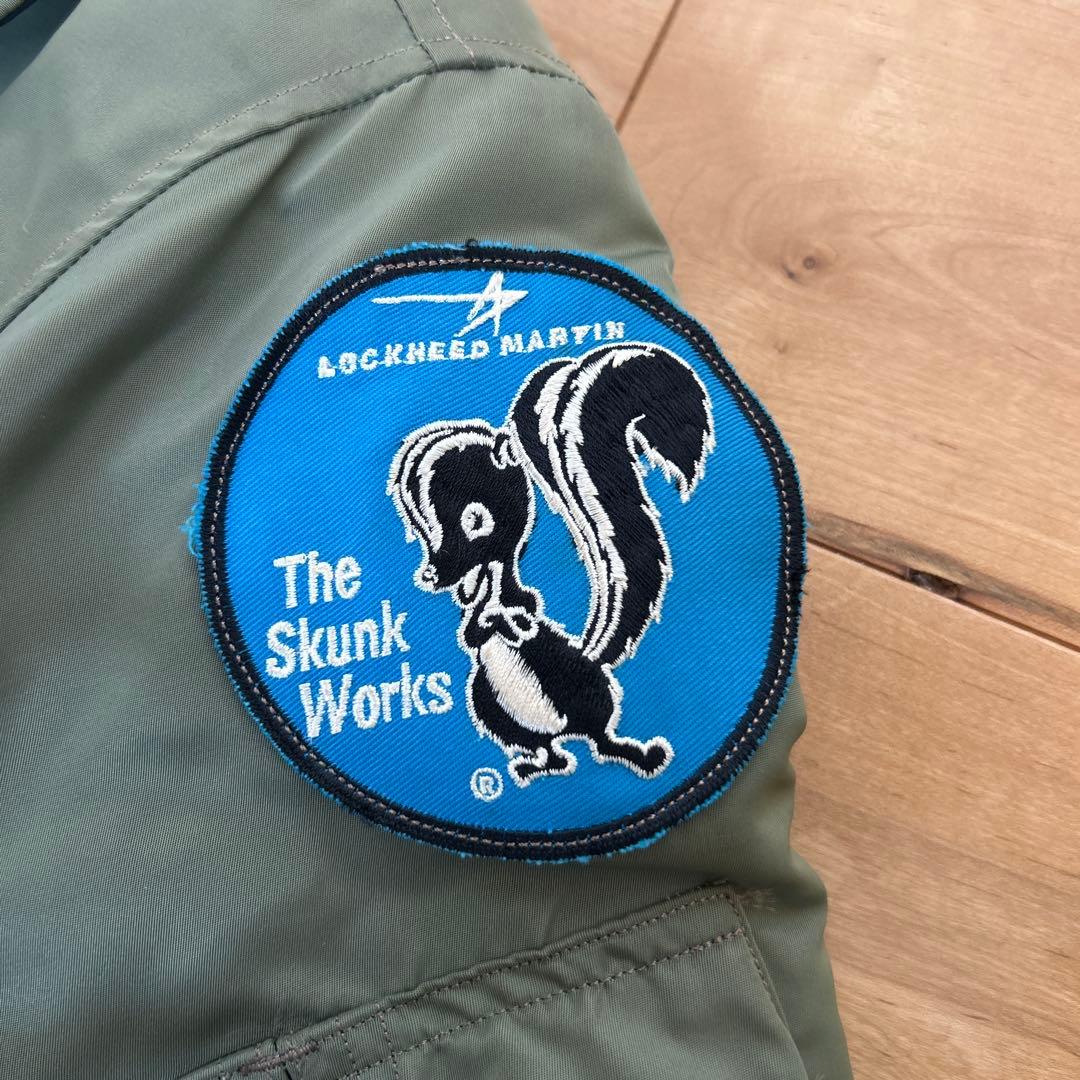 LOCKHEED MARTIN
The
Skunk
Works
®